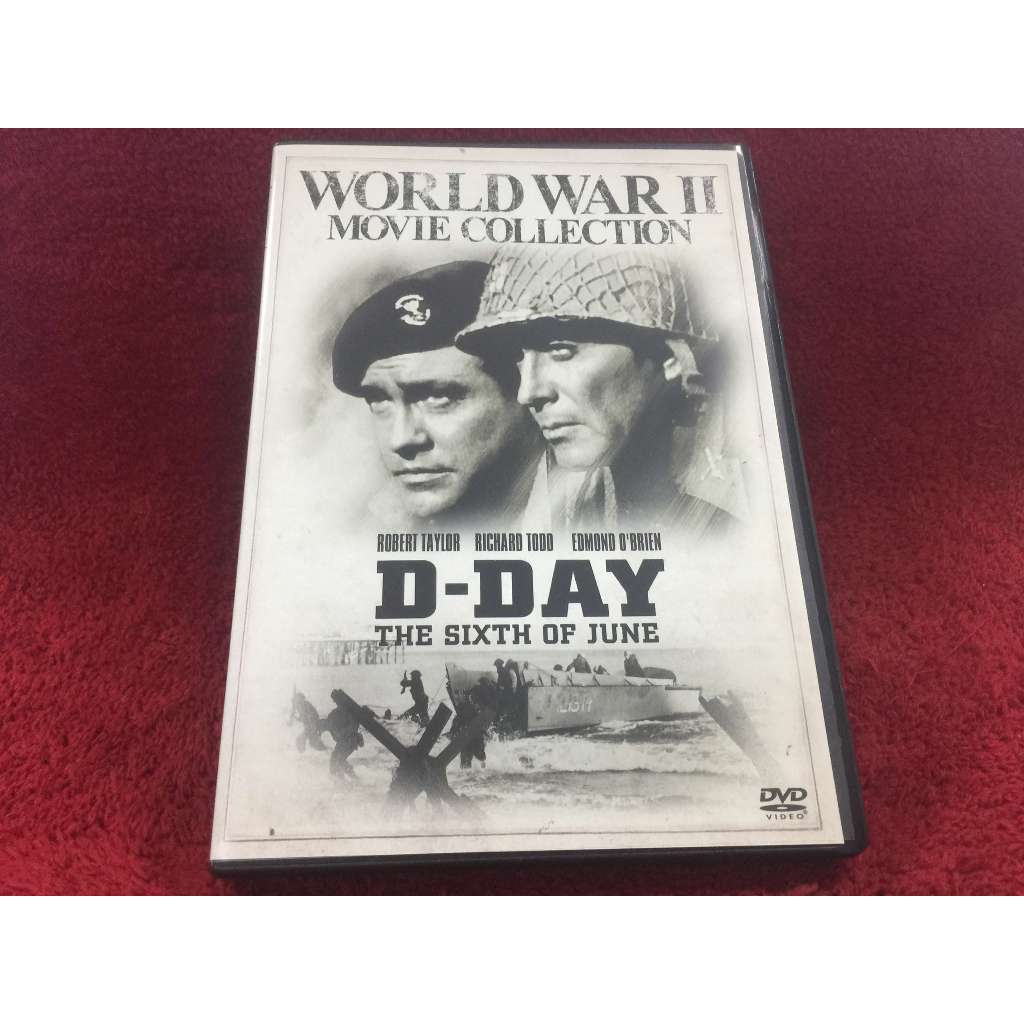 WORLD WAR II
MOVIE COLLECTION
ROBERT TAYLOR RICHARD TODD EDMOND O'BRIEN
D-DAY
THE SIXTH OF JUNE
DVD
VIDEO